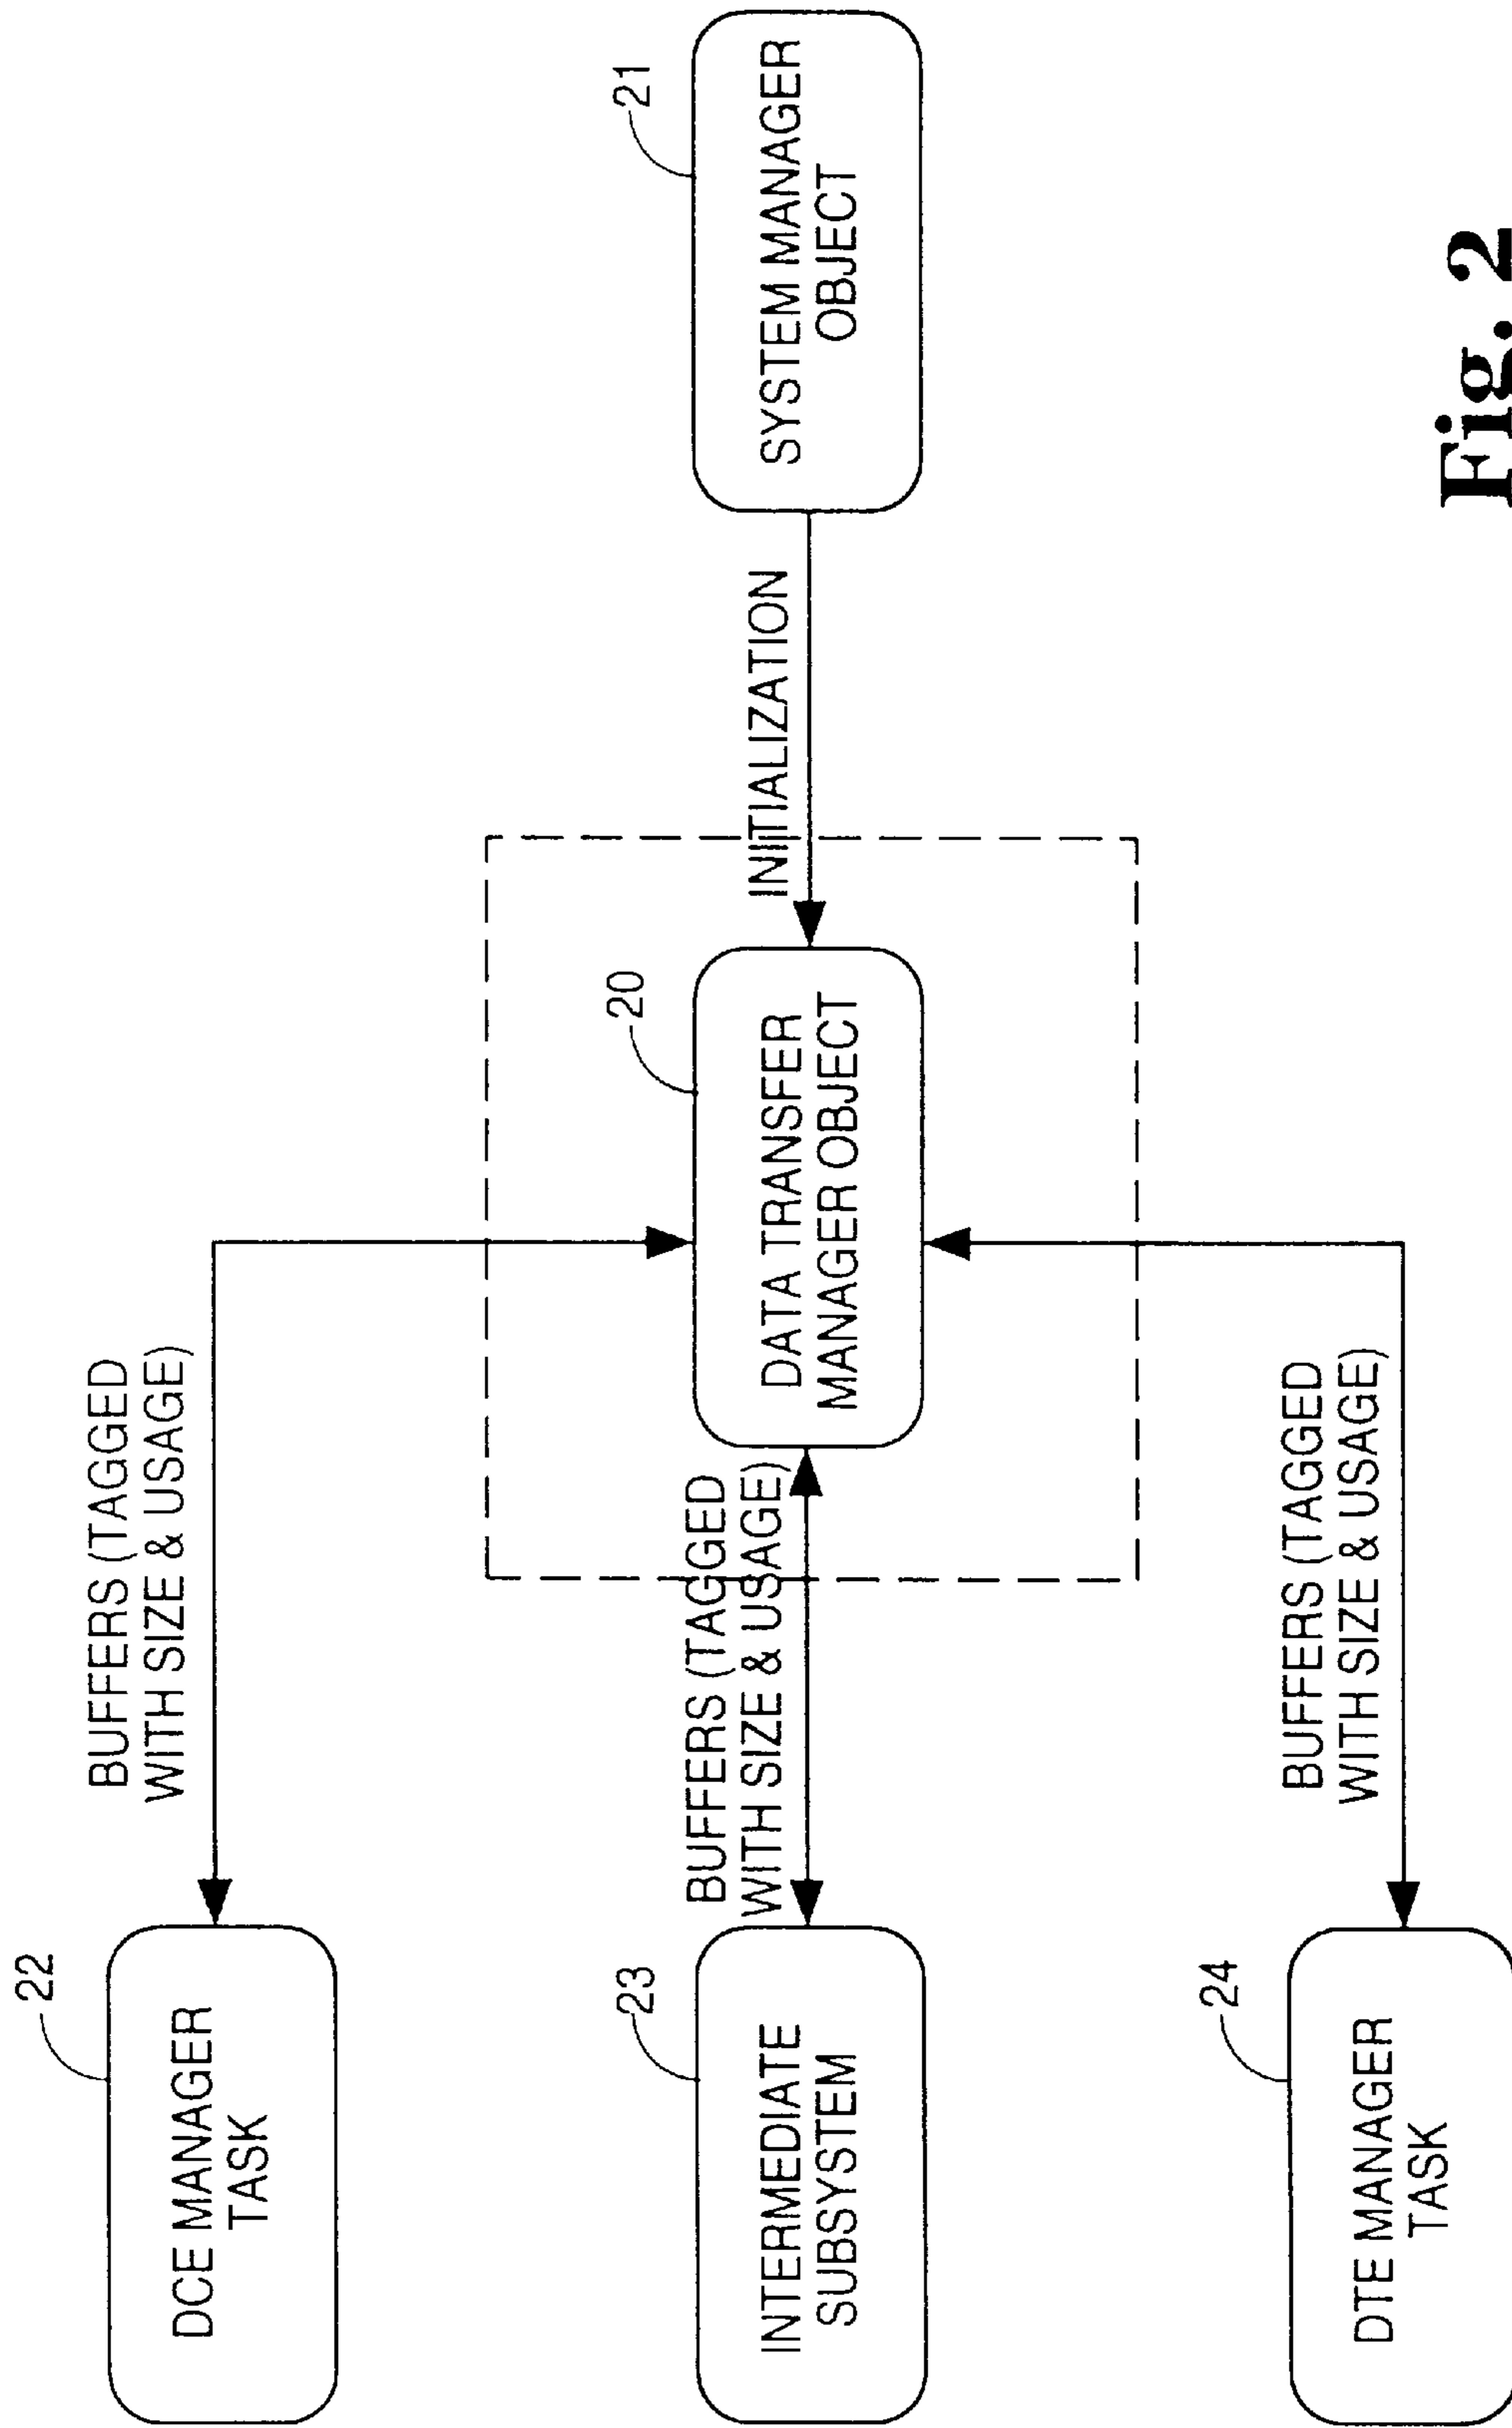 22
DCE MANAGER
TASK
BUFFERS (TAGGED
WITH SIZE & USAGE)
23
INTERMEDIATE
SUBSYSTEM
BUFFERS (TAGGED
WITH SIZE & USAGE)
20
DATA TRANSFER
MANAGER OBJECT
INITIALIZATION
21
SYSTEM MANAGER
OBJECT
24
DTE MANAGER
TASK
BUFFERS (TAGGED
WITH SIZE & USAGE)
Fig. 2